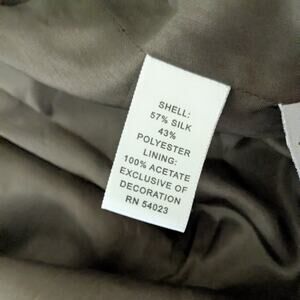 SHELL:
57% SILK
43%
POLYESTER
LINING:
100% ACETATE
EXCLUSIVE OF
DECORATION
RN 54023